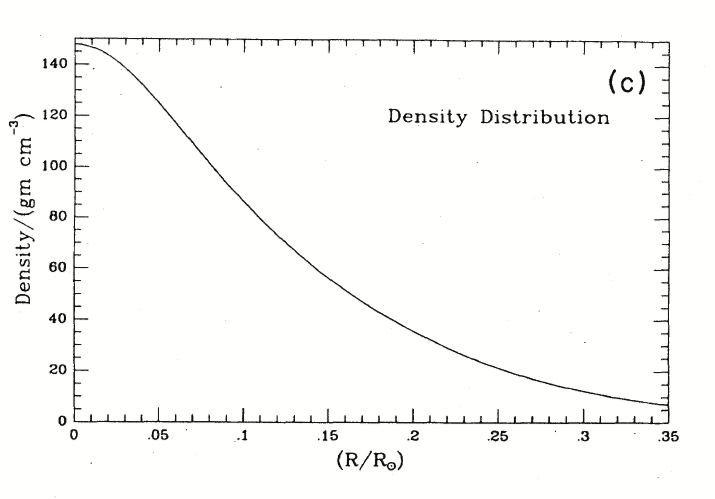 (c)
Density Distribution
Density/(gm cm⁻³)
140
120
100
80
60
40
20
0
0 .05 .1 .15 .2 .25 .3 .35
(R/R⊙)